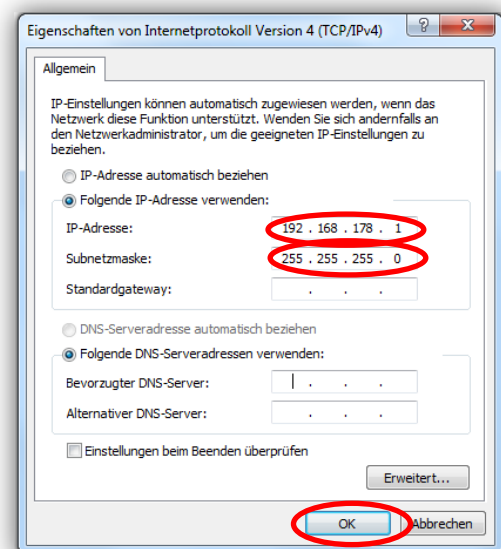 Eigenschaften von Internetprotokoll Version 4 (TCP/IPv4)
Allgemein
IP-Einstellungen können automatisch zugewiesen werden, wenn das
Netzwerk diese Funktion unterstützt. Wenden Sie sich andernfalls an
den Netzwerkadministrator, um die geeigneten IP-Einstellungen zu
beziehen.
IP-Adresse automatisch beziehen
Folgende IP-Adresse verwenden:
IP-Adresse: 192 . 168 . 178 . 1
Subnetzmaske: 255 . 255 . 255 . 0
Standardgateway: . . .
DNS-Serveradresse automatisch beziehen
Folgende DNS-Serveradressen verwenden:
Bevorzugter DNS-Server: . . .
Alternativer DNS-Server: . . .
Einstellungen beim Beenden überprüfen
Erweitert...
OK Abbrechen